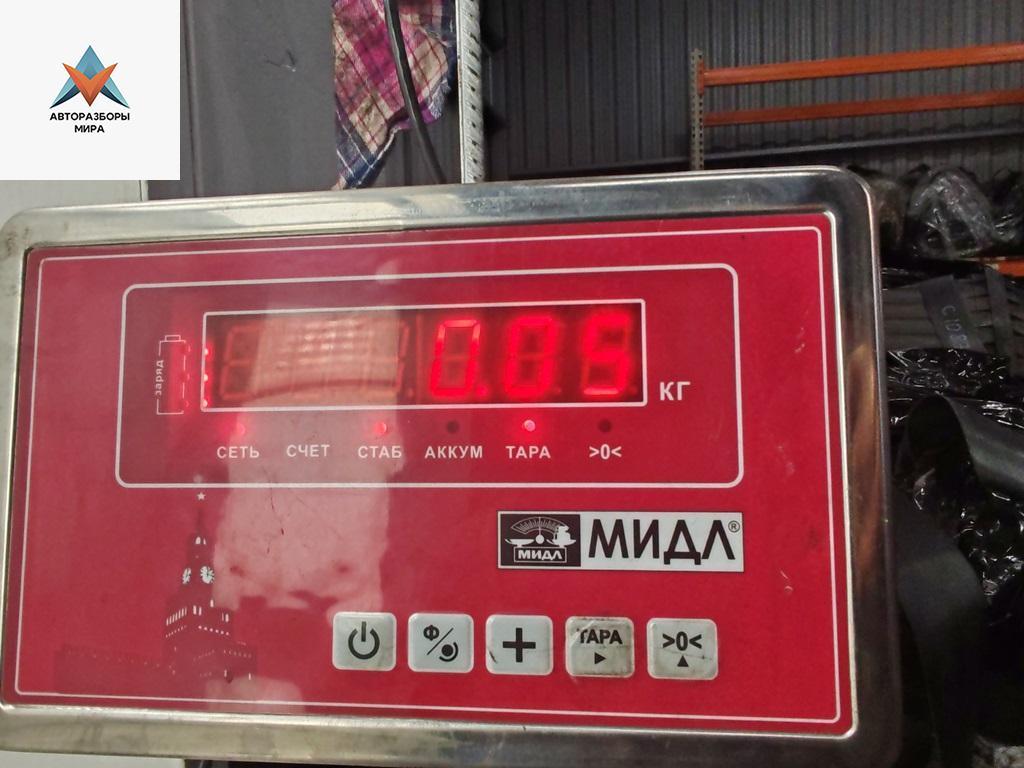 АВТОРАЗБОРЫ
МИРА
заряд
0.05
КГ
СЕТЬ СЧЕТ СТАБ АККУМ ТАРА >0<
МИДЛ МИДЛ®
Ф/ + ТАРА >0<